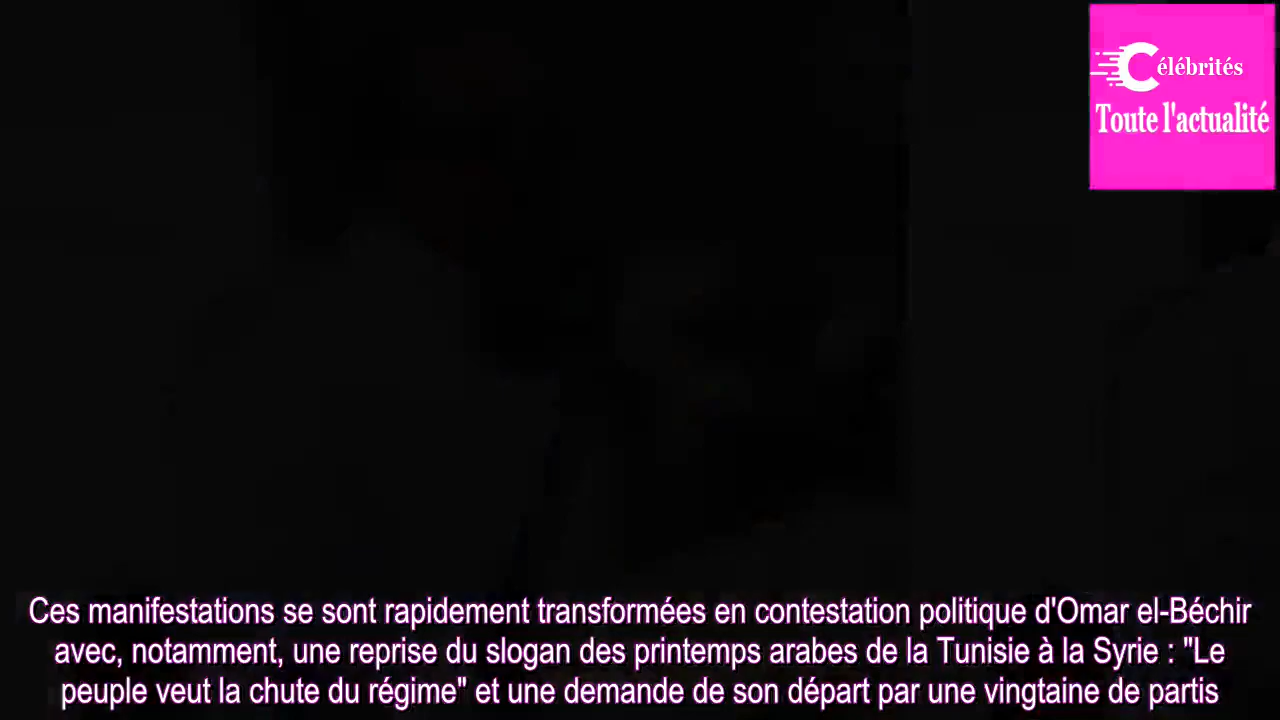 Célébrités
Toute l'actualité
Ces manifestations se sont rapidement transformées en contestation politique d'Omar el-Béchir
avec, notamment, une reprise du slogan des printemps arabes de la Tunisie à la Syrie : "Le
peuple veut la chute du régime" et une demande de son départ par une vingtaine de partis